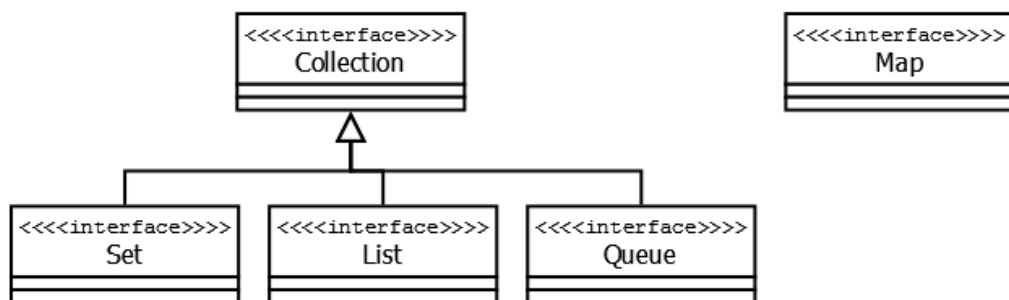 <<<<interface>>>>
Collection
<<<<interface>>>>
Map
<<<<interface>>>>
Set
<<<<interface>>>>
List
<<<<interface>>>>
Queue